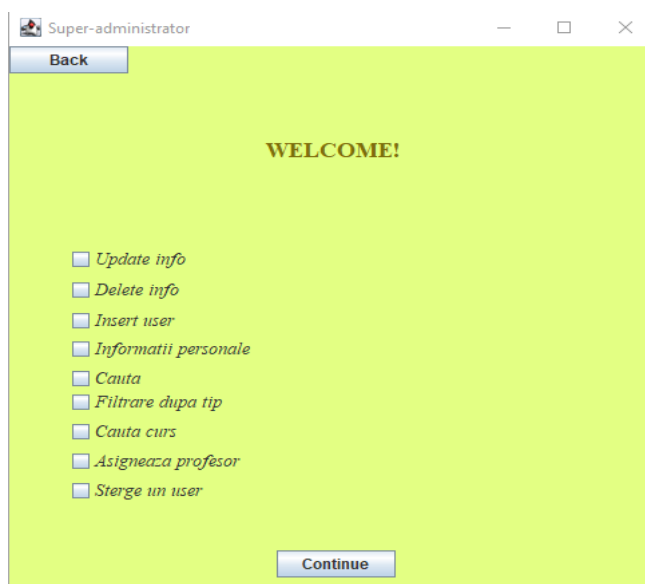 Super-administrator
Back
WELCOME!
Update info
Delete info
Insert user
Informatii personale
Cauta
Filtrare dupa tip
Cauta curs
Asigneaza profesor
Sterge un user
Continue